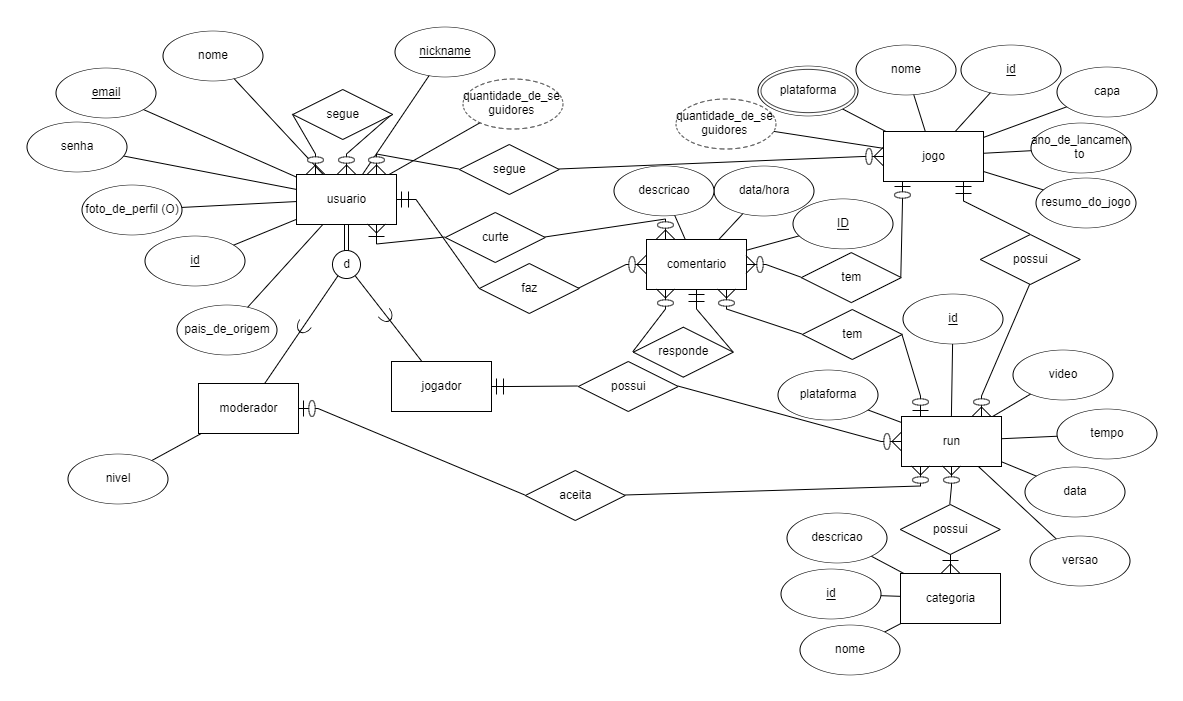 nome
nickname
email
segue
quantidade_de_se
guidores
senha
segue
foto_de_perfil (O)
usuario
id
d
pais_de_origem
curte
faz
plataforma
nome
id
capa
quantidade_de_se
guidores
jogo
ano_de_lancamen
to
resumo_do_jogo
descricao
data/hora
ID
comentario
tem
possui
tem
id
responde
moderador
jogador
possui
plataforma
video
run
tempo
nivel
aceita
data
possui
versao
descricao
id
categoria
nome